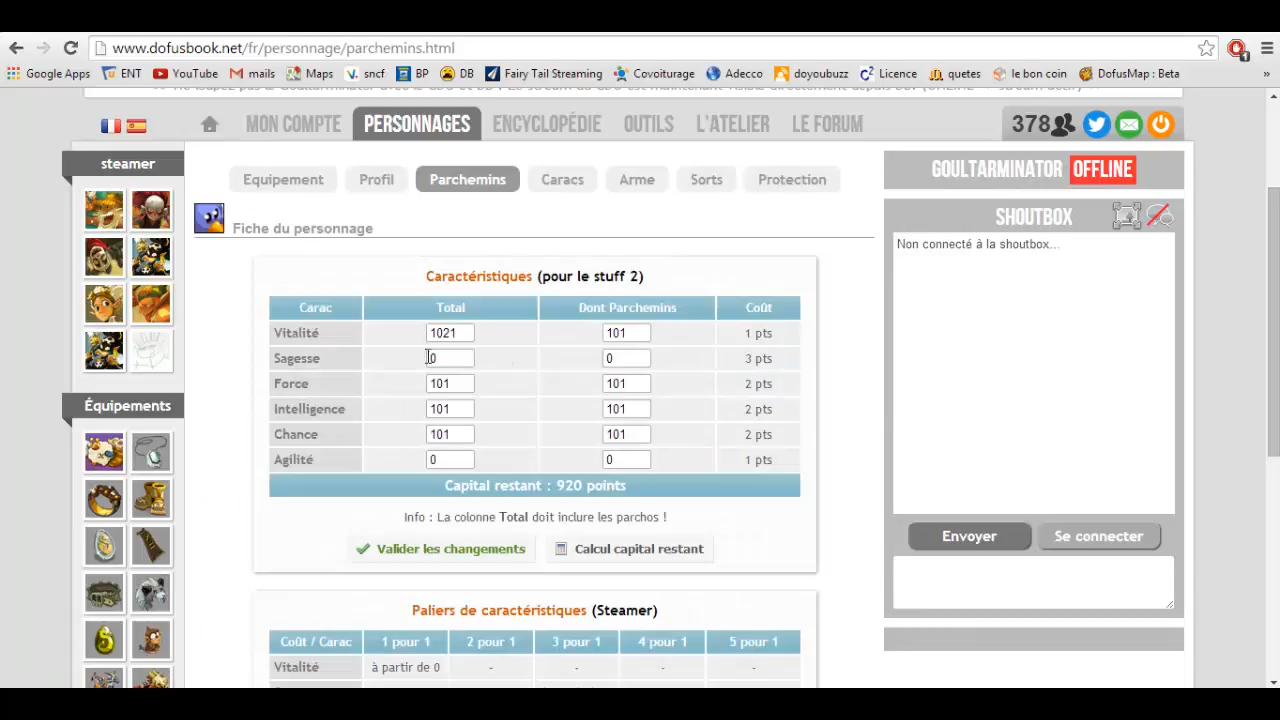 www.dofusbook.net/fr/personnage/parchemins.html
Google Apps ENT YouTube mails Maps sncf BP DB Fairy Tail Streaming Covoiturage Adecco doyoubuzz Licence quetes le bon coin DofusMap : Beta »
MON COMPTE PERSONNAGES ENCYCLOPÉDIE OUTILS L'ATELIER LE FORUM 378
steamer
Équipements
Equipement Profil Parchemins Caracs Arme Sorts Protection
Fiche du personnage
Caractéristiques (pour le stuff 2)
Carac Total Dont Parchemins Coût
Vitalité 1021 101 1 pts
Sagesse 0 0 3 pts
Force 101 101 2 pts
Intelligence 101 101 2 pts
Chance 101 101 2 pts
Agilité 0 0 1 pts
Capital restant : 920 points
Info : La colonne Total doit inclure les parchos !
Valider les changements Calcul capital restant
Paliers de caractéristiques (Steamer)
Coût / Carac 1 pour 1 2 pour 1 3 pour 1 4 pour 1 5 pour 1
Vitalité à partir de 0 - - - -
GOULTARMINATOR OFFLINE
SHOUTBOX
Non connecté à la shoutbox...
Envoyer Se connecter